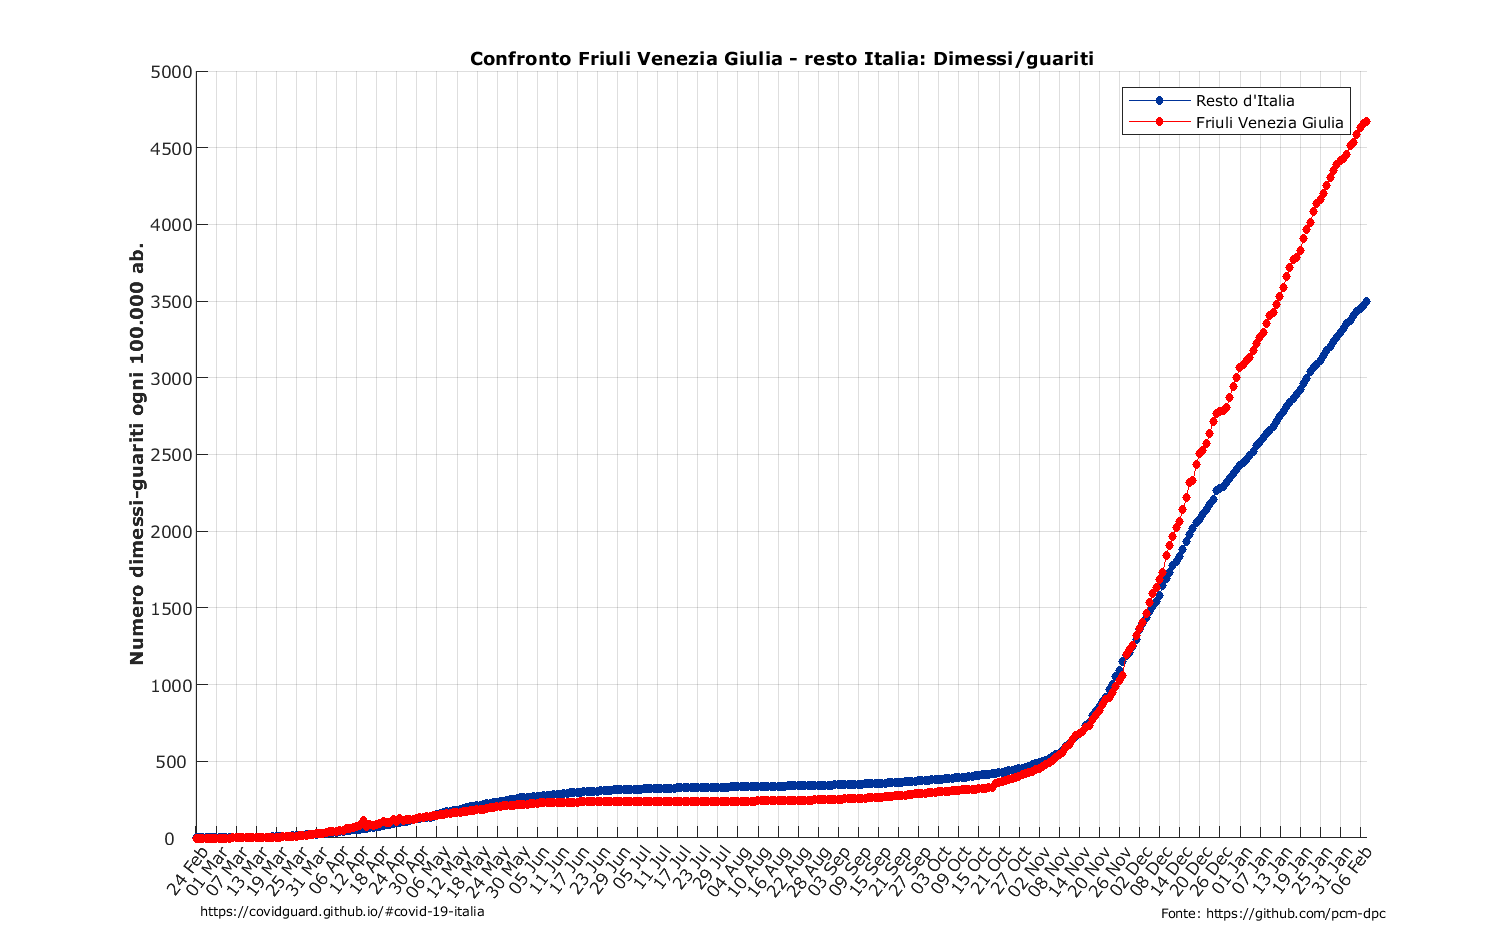 Confronto Friuli Venezia Giulia - resto Italia: Dimessi/guariti
Resto d'Italia
Friuli Venezia Giulia
Numero dimessi-guariti ogni 100.000 ab.
5000
4500
4000
3500
3000
2500
2000
1500
1000
500
0
24 Feb
01 Mar
07 Mar
13 Mar
19 Mar
25 Mar
31 Mar
06 Apr
12 Apr
18 Apr
24 Apr
30 Apr
06 May
12 May
18 May
24 May
30 May
05 Jun
11 Jun
17 Jun
23 Jun
29 Jun
05 Jul
11 Jul
17 Jul
23 Jul
29 Jul
04 Aug
10 Aug
16 Aug
22 Aug
28 Aug
03 Sep
09 Sep
15 Sep
21 Sep
27 Sep
03 Oct
09 Oct
15 Oct
21 Oct
27 Oct
02 Nov
08 Nov
14 Nov
20 Nov
26 Nov
02 Dec
08 Dec
14 Dec
20 Dec
26 Dec
01 Jan
07 Jan
13 Jan
19 Jan
25 Jan
31 Jan
06 Feb
https://covidguard.github.io/#covid-19-italia
Fonte: https://github.com/pcm-dpc